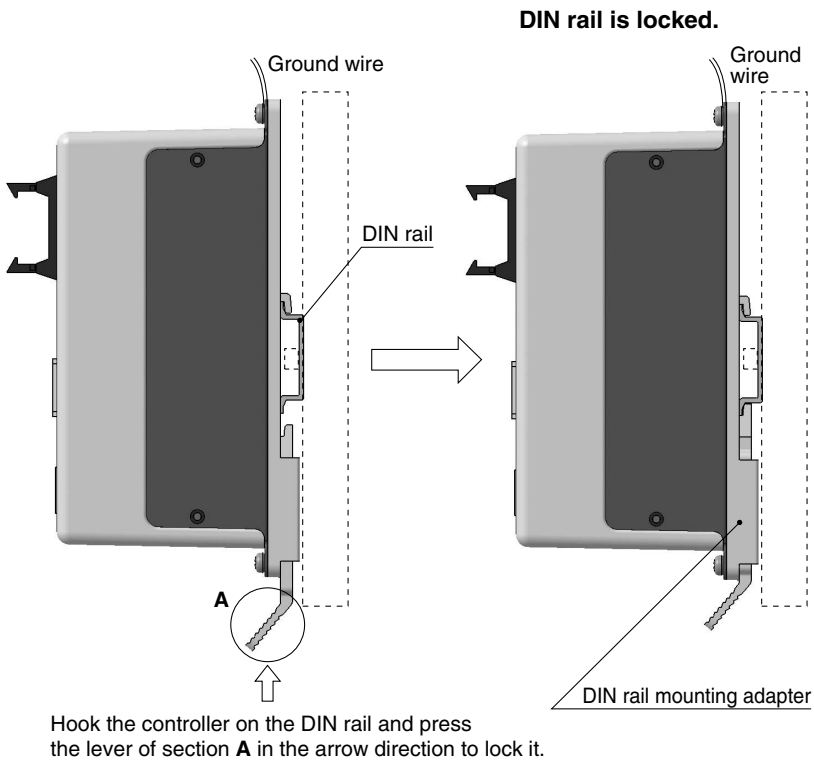 DIN rail is locked.
Ground wire
Ground
wire
DIN rail
A
DIN rail mounting adapter
Hook the controller on the DIN rail and press
the lever of section A in the arrow direction to lock it.